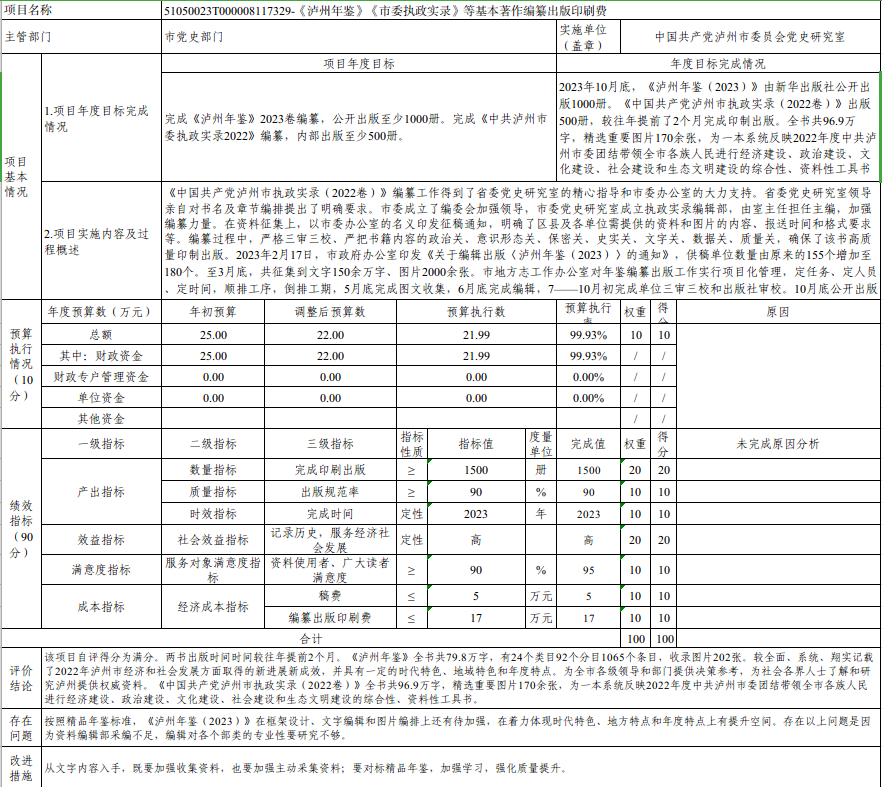 项目名称 51050023T000008117329-《泸州年鉴》《市委执政实录》等基本著作编纂出版印刷费
主管部门 市党史部门 实施单位（盖章） 中国共产党泸州市委员会党史研究室
项目基本情况
1.项目年度目标完成情况
项目年度目标 年度目标完成情况
完成《泸州年鉴》2023卷编纂，公开出版至少1000册。完成《中共泸州市
委执政实录2022》编纂，内部出版至少500册。
2023年10月底，《泸州年鉴（2023）》由新华出版社公开出
版1000册。《中国共产党泸州市执政实录（2022卷）》出版
500册，较往年提前了2个月完成印制出版。全书共96.9万
字，精选重要图片170余张，为一本系统反映2022年度中共泸
州市委团结带领全市各族人民进行经济建设、政治建设、文
化建设、社会建设和生态文明建设的综合性、资料性工具书
2.项目实施内容及过程概述
《中国共产党泸州市执政实录（2022卷）》编纂工作得到了省委党史研究室的精心指导和市委办公室的大力支持。省委党史研究室领导
亲自对书名及章节编排提出了明确要求。市委成立了编委会加强领导，市委党史研究室成立执政实录编辑部，由室主任担任主编，加强
编纂力量。在资料征集上，以市委办公室的名义印发征稿通知，明确了区县及各单位需提供的资料和图片的内容、报送时间和格式要求
等。编纂过程中，严格三审三校、严把书籍内容的政治关、意识形态关、保密关、史实关、文字关、数据关、质量关，确保了该书高质
量印制出版。2023年2月17日，市政府办公室印发《关于编辑出版〈泸州年鉴（2023）〉的通知》，供稿单位数量由原来的155个增加至
180个。至3月底，共征集到文字150余万字、图片2000余张。市地方志工作办公室对年鉴编纂出版工作实行项目化管理，定任务、定人员
、定时间，顺排工序，倒排工期，5月底完成图文收集，6月底完成编辑，7——10月初完成单位三审三校和出版社审校。10月底公开出版
预算执行情况（10分）
年度预算数（万元） 年初预算 调整后预算数 预算执行数 预算执行率 权重 得分 原因
总额 25.00 22.00 21.99 99.93% 10 10
其中：财政资金 25.00 22.00 21.99 99.93% / /
财政专户管理资金 0.00 0.00 0.00 0.00% / /
单位资金 0.00 0.00 0.00 0.00% / /
其他资金 / /
绩效指标（90分）
一级指标 二级指标 三级指标 指标性质 指标值 度量单位 完成值 权重 得分 未完成原因分析
产出指标 数量指标 完成印刷出版 ≥ 1500 册 1500 20 20
质量指标 出版规范率 ≥ 90 % 90 10 10
时效指标 完成时间 定性 2023 年 2023 10 10
效益指标 社会效益指标 记录历史，服务经济社会发展 定性 高 高 20 20
满意度指标 服务对象满意度指标 资料使用者、广大读者满意度 ≥ 90 % 95 10 10
成本指标 经济成本指标 稿费 ≤ 5 万元 5 10 10
编纂出版印刷费 ≤ 17 万元 17 10 10
合计 100 100
评价结论
该项目自评得分为满分。两书出版时间时间较往年提前2个月。《泸州年鉴》全书共79.8万字，有24个类目92个分目1065个条目，收录图片202张。较全面、系统、翔实记载
了2022年泸州市经济和社会发展方面取得的新进展新成效，并具有一定的时代特色、地域特色和年度特点。为全市各级领导和部门提供决策参考，为社会各界人士了解和研
究泸州提供权威资料。《中国共产党泸州市执政实录（2022卷）》全书共96.9万字，精选重要图片170余张，为一本系统反映2022年度中共泸州市委团结带领全市各族人民
进行经济建设、政治建设、文化建设、社会建设和生态文明建设的综合性、资料性工具书。
存在问题
按照精品年鉴标准，《泸州年鉴（2023）》在框架设计、文字编辑和图片编排上还有待加强，在着力体现时代特色、地方特点和年度特点上有提升空间。存在以上问题是因
为资料编辑部采编不足，编辑对各个部类的专业性要研究不够。
改进措施
从文字内容入手，既要加强收集资料，也要加强主动采集资料；要对标精品年鉴，加强学习，强化质量提升。